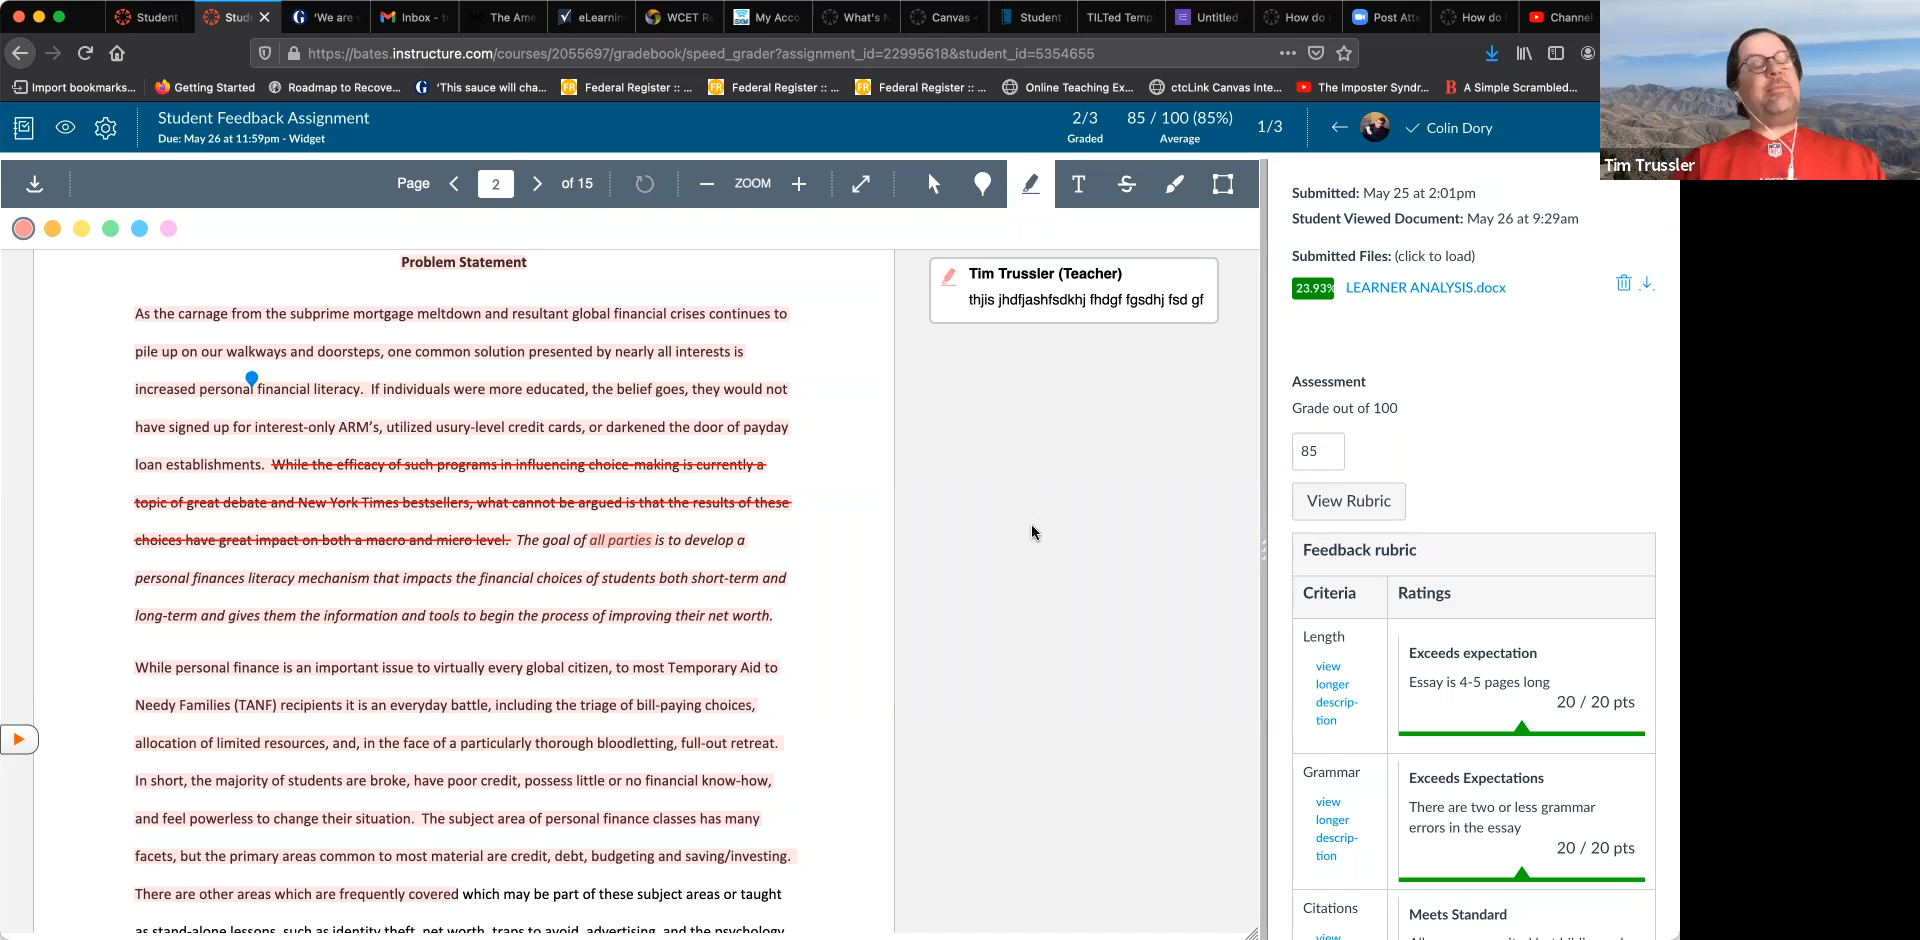 Student
Stude
'We are
Inbox -
The Ame
eLearnin
WCET R
My Acco
What's N
Canvas
Student
TILTed Temp
Untitled
How do
Post Atte
How do
Channel
https://bates.instructure.com/courses/2055697/gradebook/speed_grader?assignment_id=22995618&student_id=5354655
Import bookmarks... Getting Started Roadmap to Recove... 'This sauce will cha... Federal Register :: ... Federal Register :: ... Federal Register :: ... Online Teaching Ex... ctcLink Canvas Inte... The Imposter Syndr... A Simple Scrambled...
Student Feedback Assignment
Due: May 26 at 11:59pm - Widget
2/3
Graded
85 / 100 (85%)
Average
1/3
Colin Dory
Tim Trussler
Page 2 of 15
ZOOM
T
Problem Statement
As the carnage from the subprime mortgage meltdown and resultant global financial crises continues to
pile up on our walkways and doorsteps, one common solution presented by nearly all interests is
increased personal financial literacy. If individuals were more educated, the belief goes, they would not
have signed up for interest-only ARM's, utilized usury-level credit cards, or darkened the door of payday
loan establishments. While the efficacy of such programs in influencing choice-making is currently a
topic of great debate and New York Times bestsellers, what cannot be argued is that the results of these
choices have great impact on both a macro and micro level. The goal of all parties is to develop a
personal finances literacy mechanism that impacts the financial choices of students both short-term and
long-term and gives them the information and tools to begin the process of improving their net worth.
While personal finance is an important issue to virtually every global citizen, to most Temporary Aid to
Needy Families (TANF) recipients it is an everyday battle, including the triage of bill-paying choices,
allocation of limited resources, and, in the face of a particularly thorough bloodletting, full-out retreat.
In short, the majority of students are broke, have poor credit, possess little or no financial know-how,
and feel powerless to change their situation. The subject area of personal finance classes has many
facets, but the primary areas common to most material are credit, debt, budgeting and saving/investing.
There are other areas which are frequently covered which may be part of these subject areas or taught
as stand-alone lessons, such as identity theft, net worth, traps to avoid, advertising, and the psychology
Tim Trussler (Teacher)
thjis jhdfjashfsdkhj fhdgf fgsdhj fsd gf
Submitted: May 25 at 2:01pm
Student Viewed Document: May 26 at 9:29am
Submitted Files: (click to load)
23.93% LEARNER ANALYSIS.docx
Assessment
Grade out of 100
85
View Rubric
Feedback rubric
Criteria Ratings
Length
view
longer
descrip-
tion
Exceeds expectation
Essay is 4-5 pages long
20 / 20 pts
Grammar
view
longer
descrip-
tion
Exceeds Expectations
There are two or less grammar
errors in the essay
20 / 20 pts
Citations
view
Meets Standard